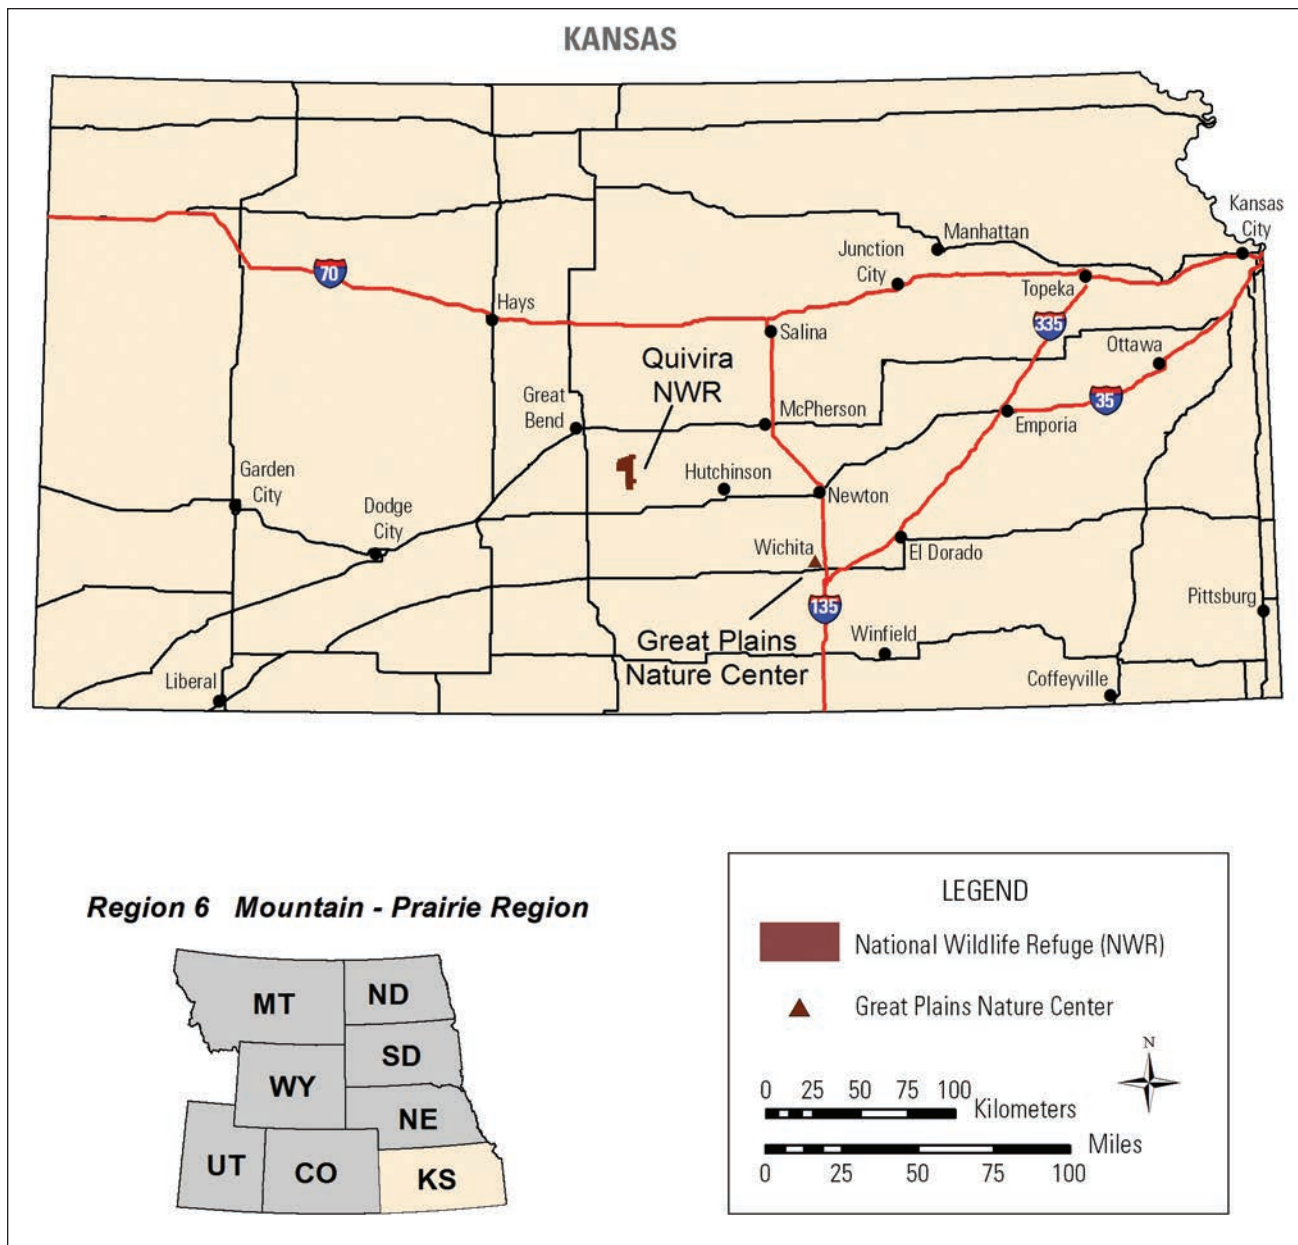 KANSAS
Kansas
City
Manhattan
Junction
City
70
Topeka
Hays
335
Salina
Ottawa
Quivira
NWR
Great
Bend
35
McPherson
Emporia
Garden
City
Hutchinson
Newton
Dodge
City
Wichita
El Dorado
135
Pittsburg
Great Plains
Nature Center
Winfield
Liberal
Coffeyville
Region 6 Mountain - Prairie Region
MT
ND
SD
WY
NE
UT
CO
KS
LEGEND
National Wildlife Refuge (NWR)
Great Plains Nature Center
N
0 25 50 75 100
Kilometers
Miles
0 25 50 75 100